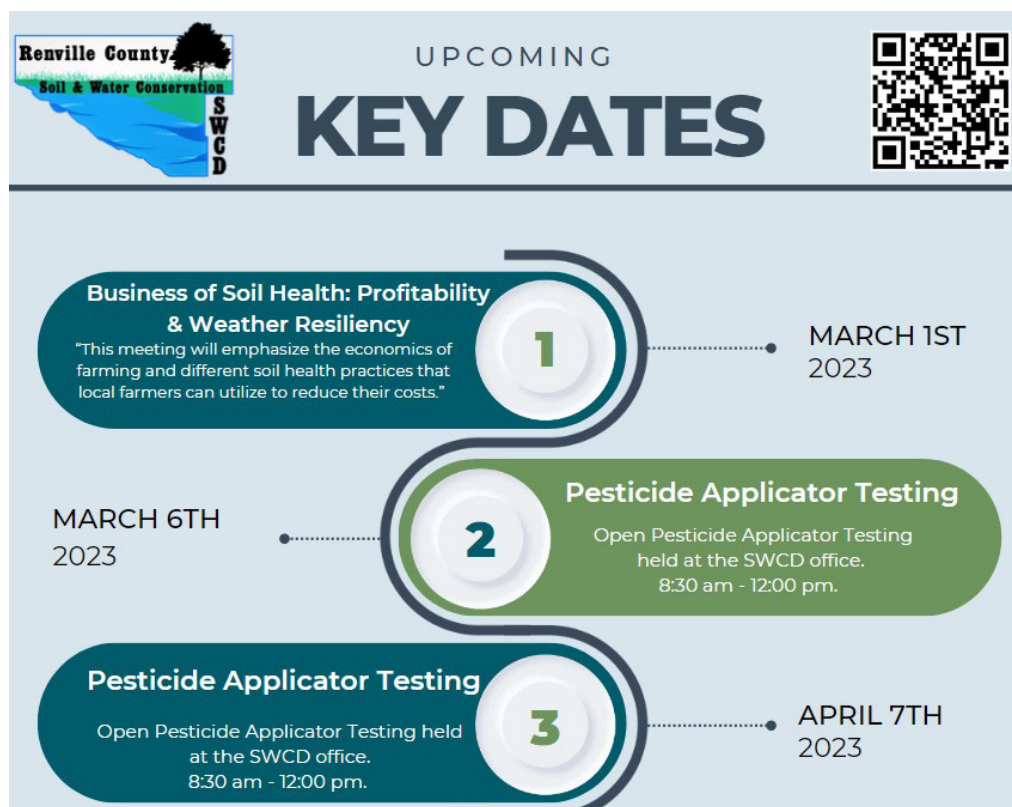 Renville County
Soil & Water Conservation
SWCD
UPCOMING
KEY DATES
Business of Soil Health: Profitability
& Weather Resiliency
“This meeting will emphasize the economics of
farming and different soil health practices that
local farmers can utilize to reduce their costs.”
1
MARCH 1ST
2023
MARCH 6TH
2023
2
Pesticide Applicator Testing
Open Pesticide Applicator Testing
held at the SWCD office.
8:30 am - 12:00 pm.
Pesticide Applicator Testing
Open Pesticide Applicator Testing held
at the SWCD office.
8:30 am - 12:00 pm.
3
APRIL 7TH
2023